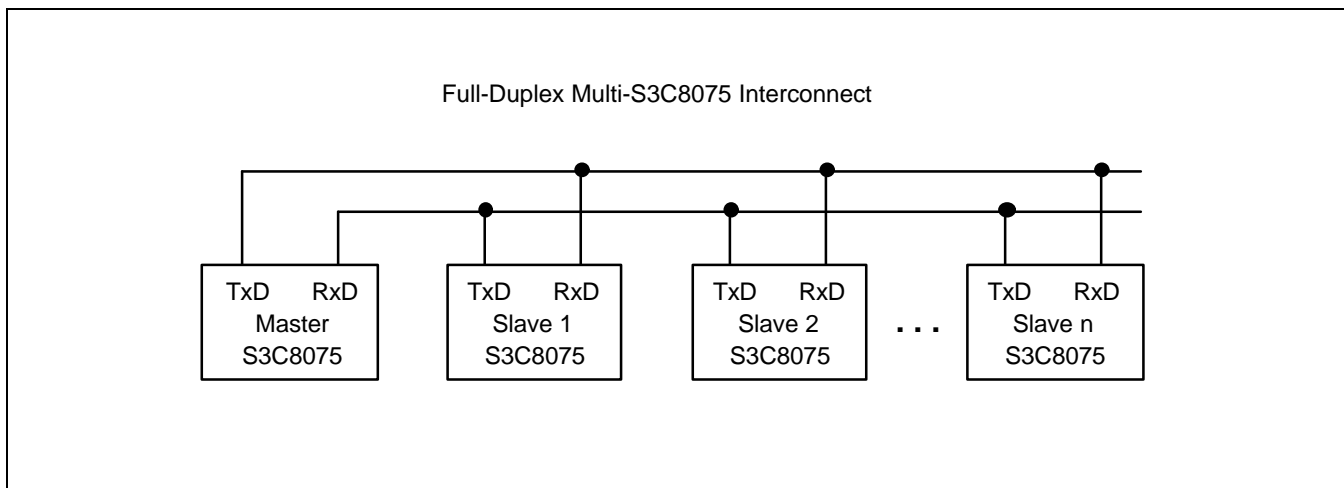 Full-Duplex Multi-S3C8075 Interconnect
TxD RxD
Master
S3C8075
TxD RxD
Slave 1
S3C8075
TxD RxD
Slave 2
S3C8075
. . .
TxD RxD
Slave n
S3C8075